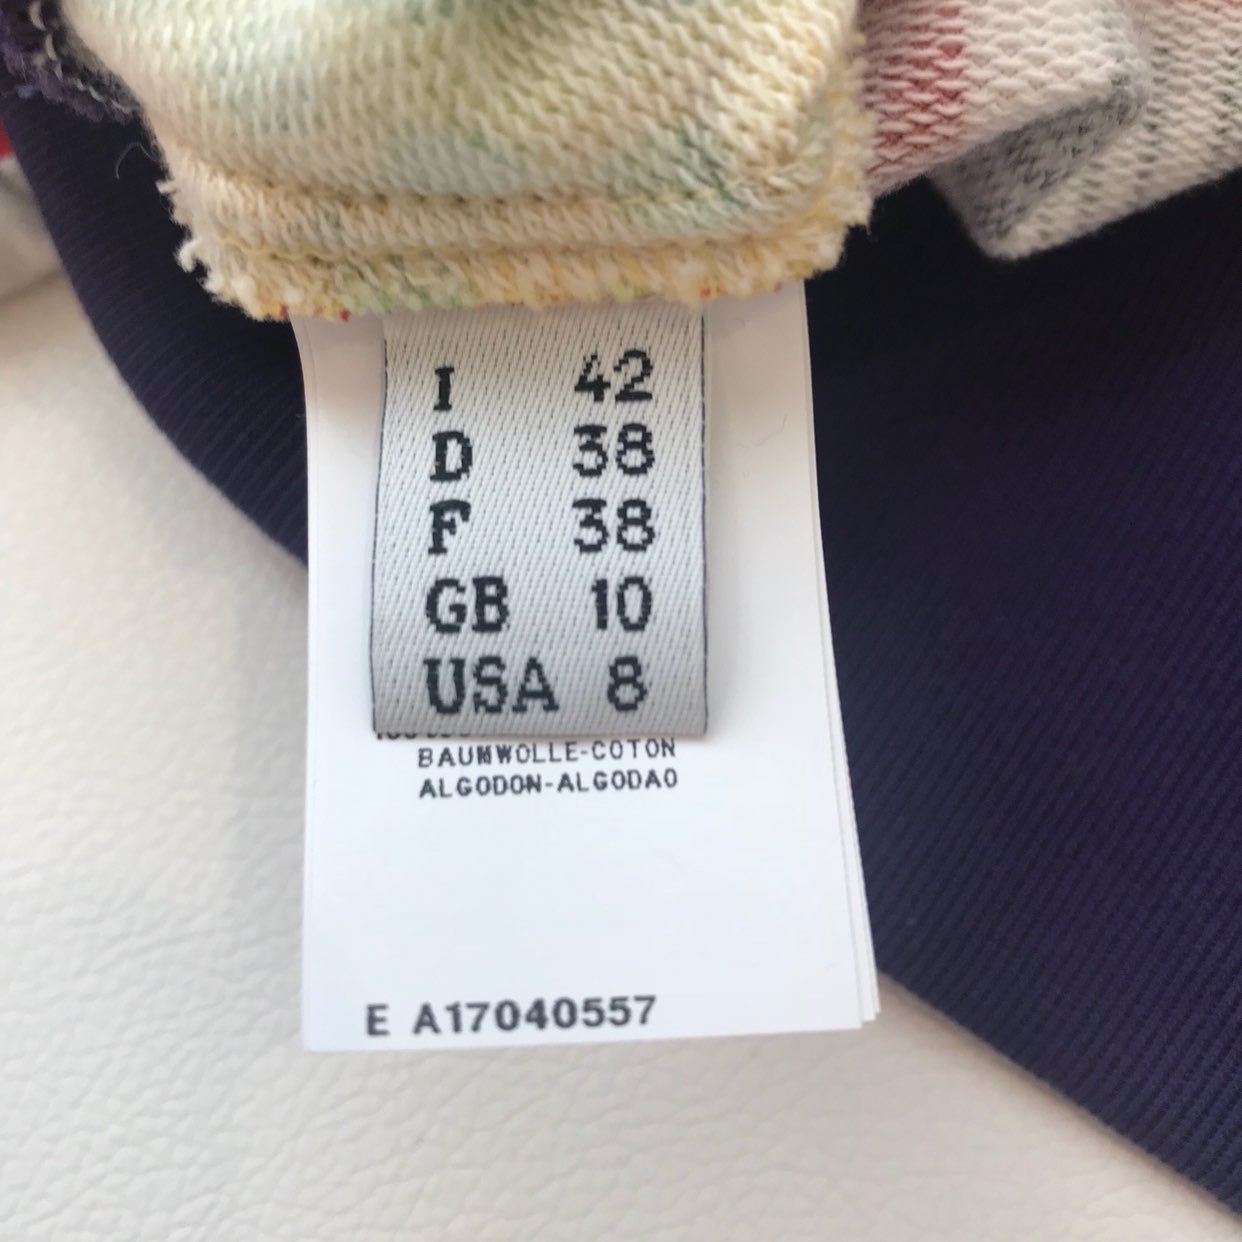 I 42
D 38
F 38
GB 10
USA 8
BAUMWOLLE-COTON
ALGODON-ALGODAO
E A17040557